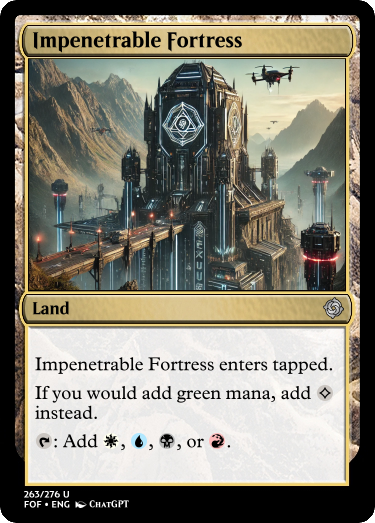 Impenetrable Fortress
Land
Impenetrable Fortress enters tapped.
If you would add green mana, add ◇
instead.
: Add , , , or .
263/276 U
FOF • ENG ChatGPT